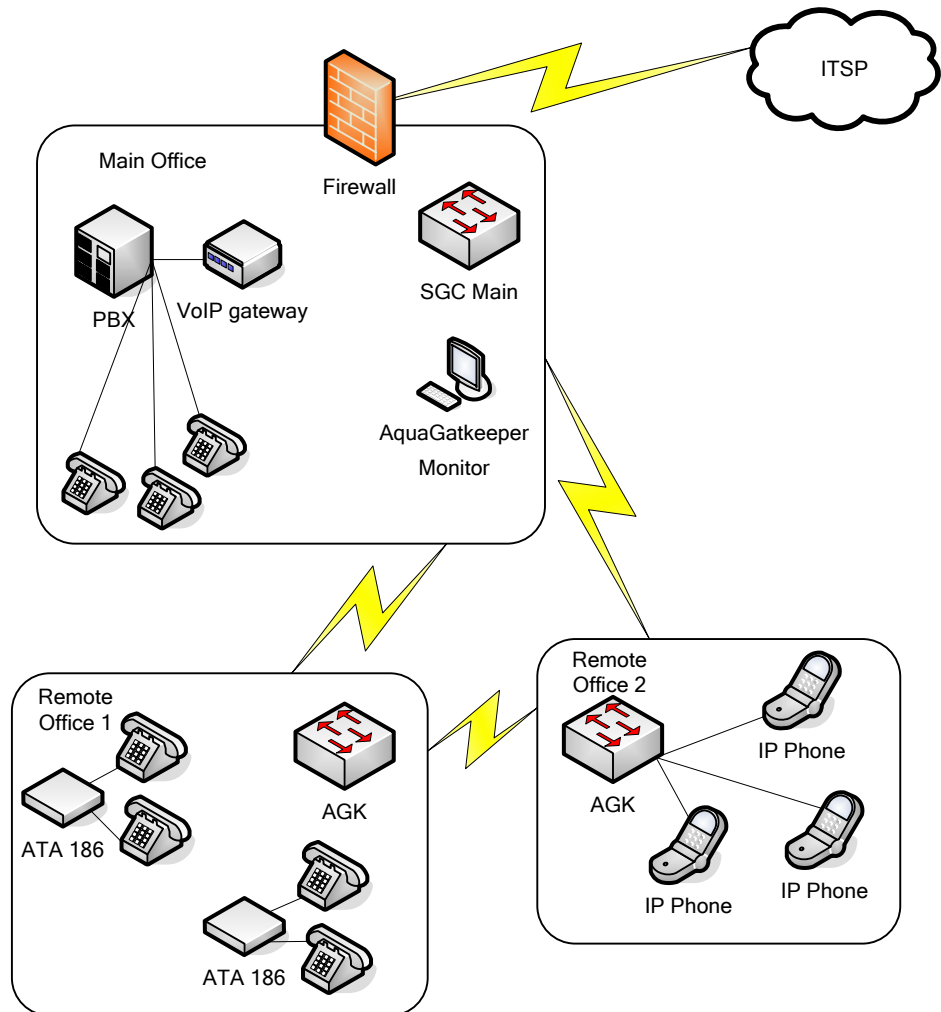 ITSP
Main Office
Firewall
PBX
VoIP gateway
SGC Main
AquaGatkeeper
Monitor
Remote
Office 1
ATA 186
AGK
ATA 186
Remote
Office 2
AGK
IP Phone
IP Phone
IP Phone